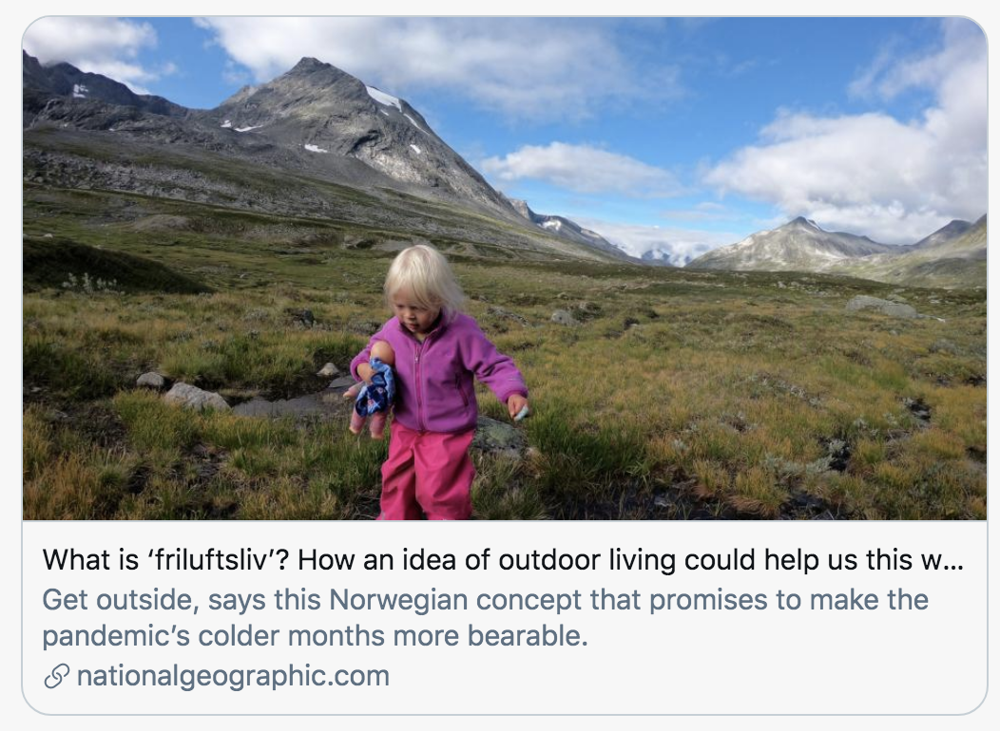 What is ‘friluftsliv’? How an idea of outdoor living could help us this w...
Get outside, says this Norwegian concept that promises to make the
pandemic’s colder months more bearable.
nationalgeographic.com